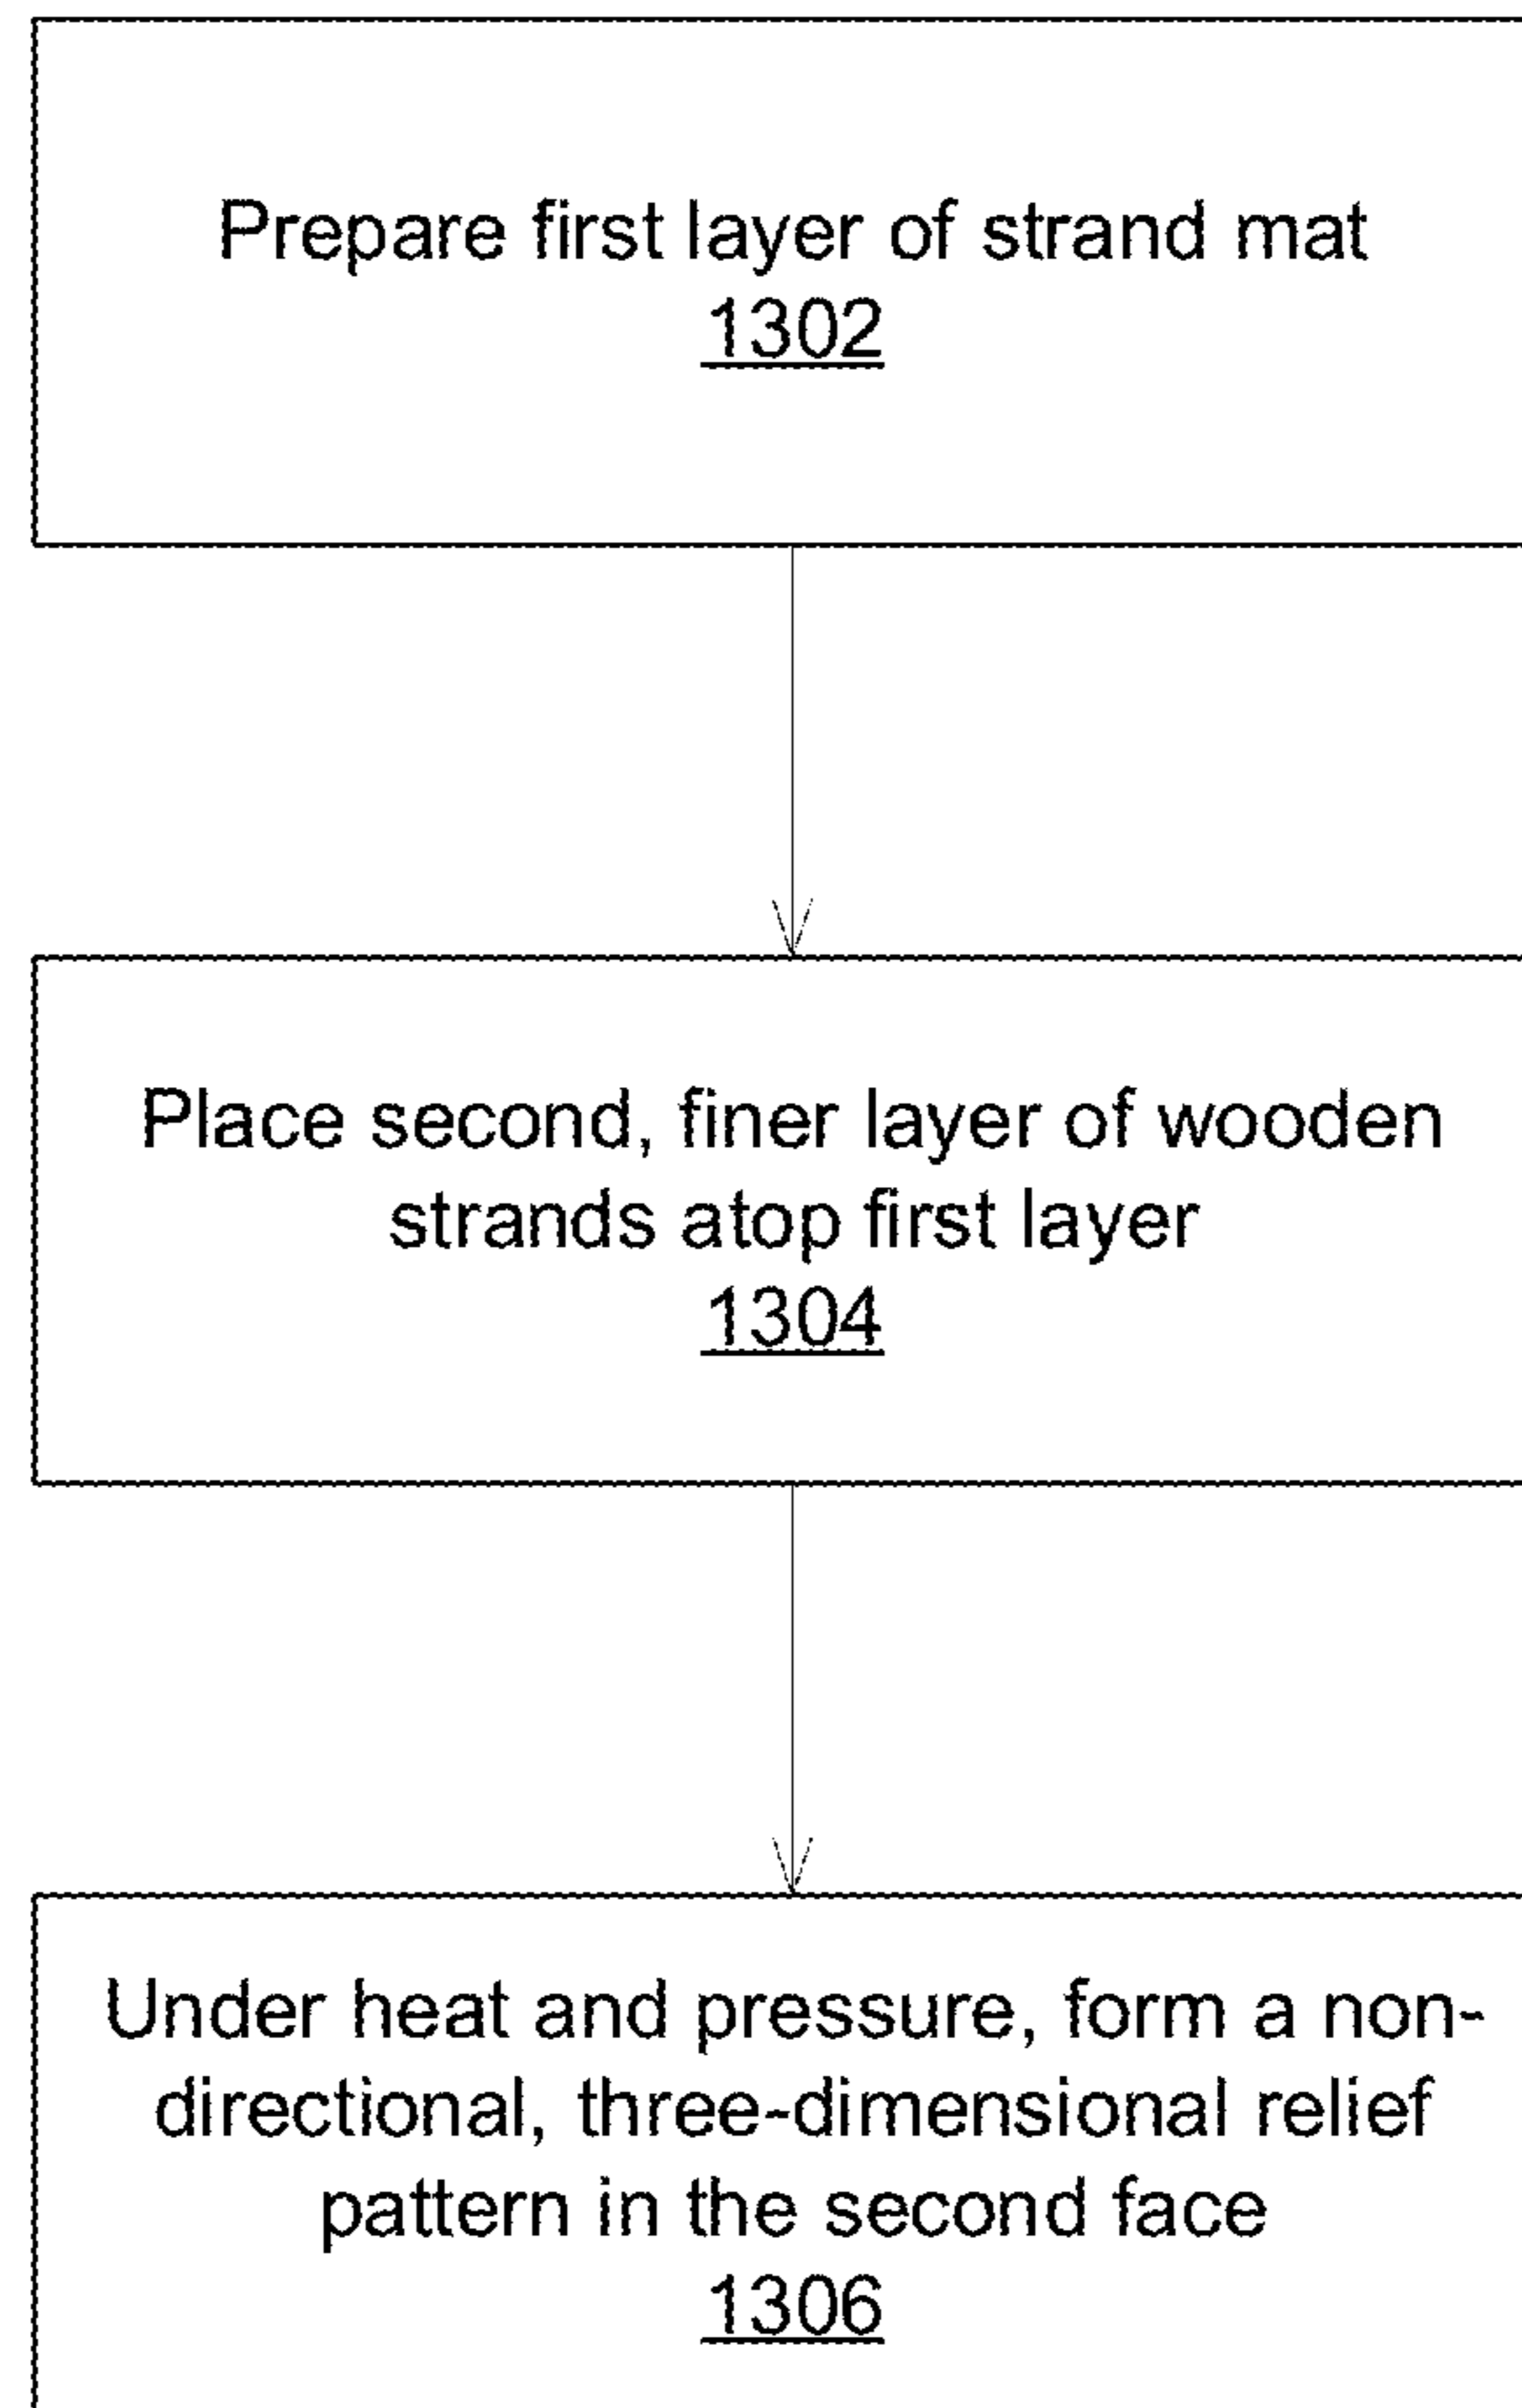 Prepare first layer of strand mat
1302
Place second, finer layer of wooden
strands atop first layer
1304
Under heat and pressure, form a non-
directional, three-dimensional relief
pattern in the second face
1306